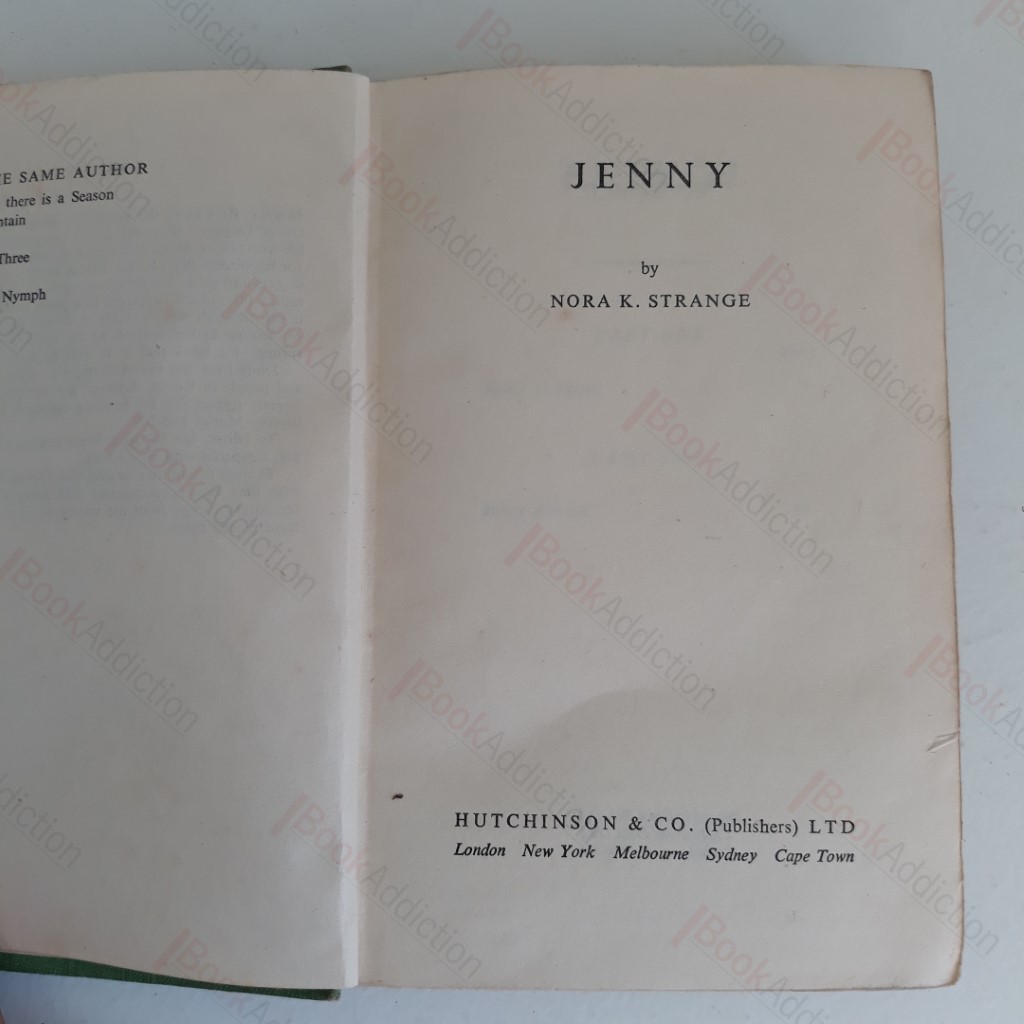 E SAME AUTHOR
there is a Season
ntain
Three
Nymph
JENNY
by
NORA K. STRANGE
HUTCHINSON & CO. (Publishers) LTD
London New York Melbourne Sydney Cape Town
BookAddiction